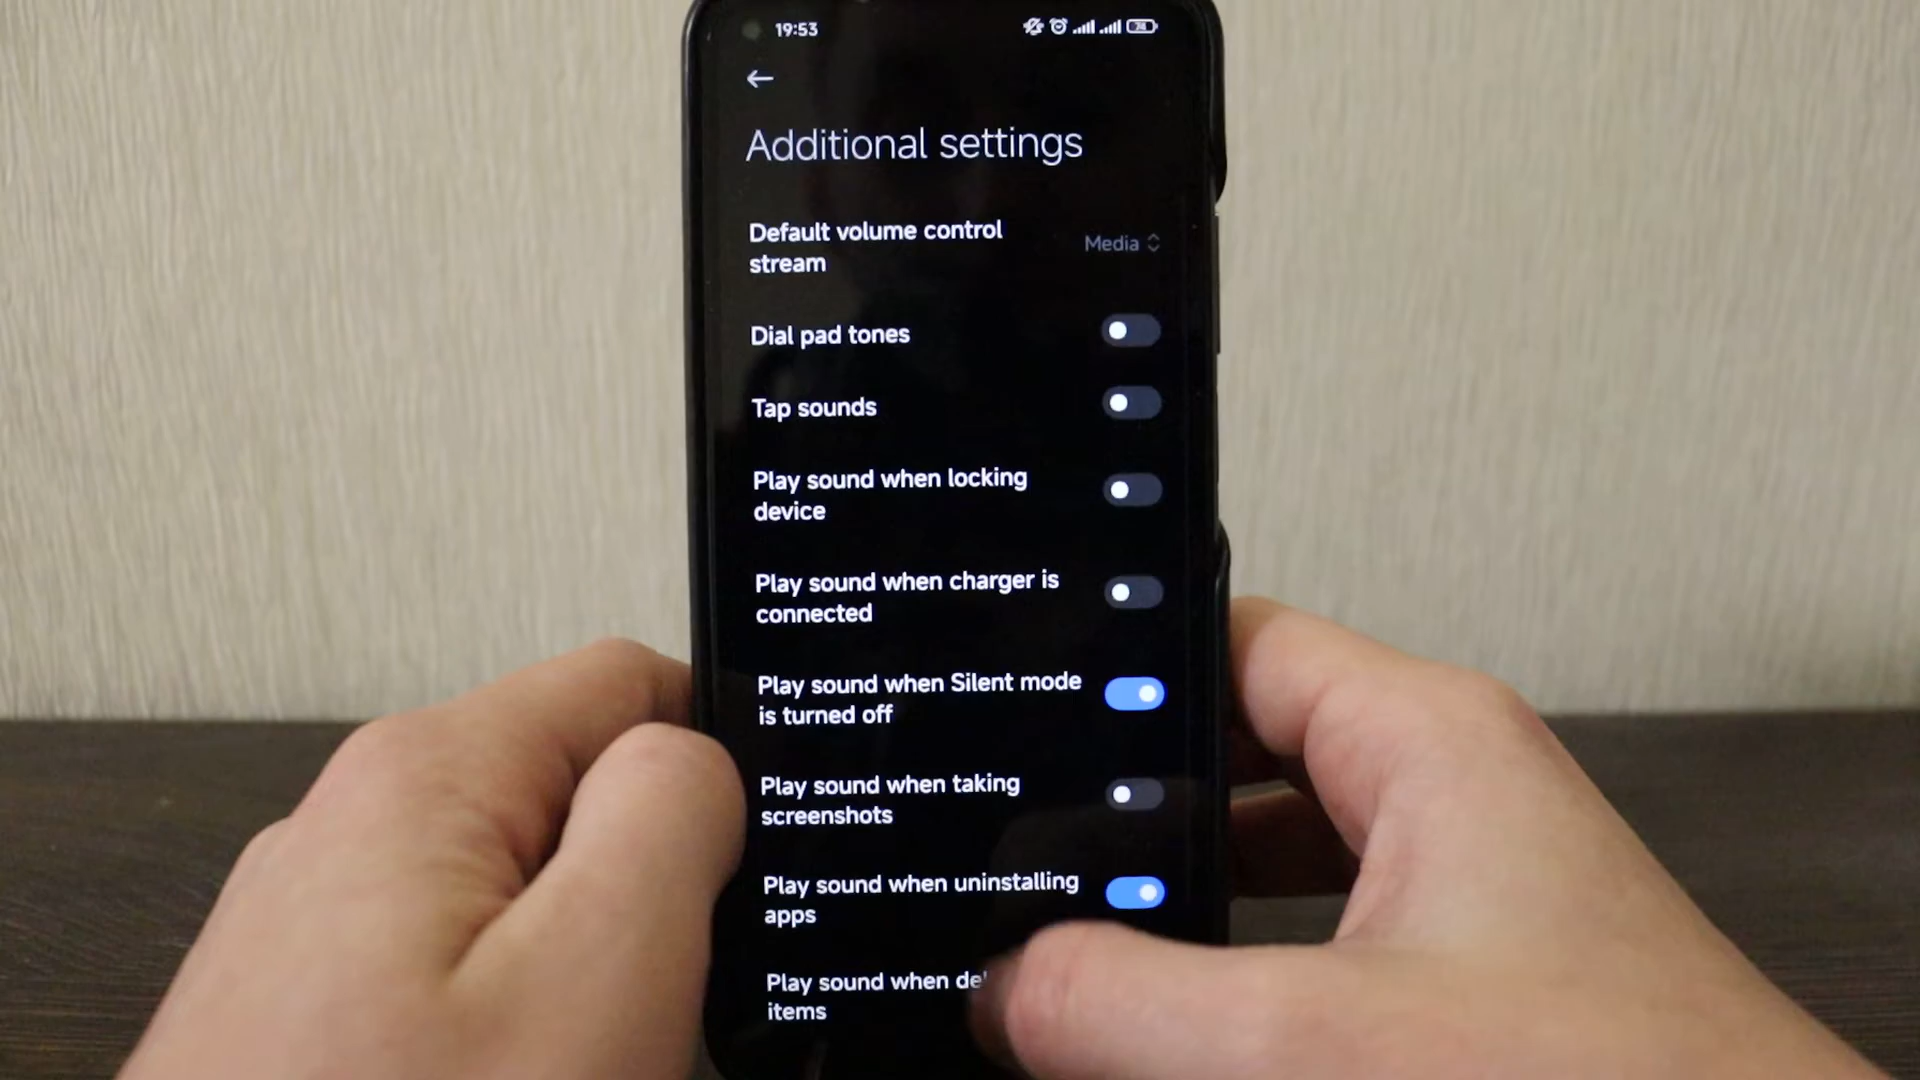 19:53
Additional settings
Default volume control
stream
Media
Dial pad tones
Tap sounds
Play sound when locking
device
Play sound when charger is
connected
Play sound when Silent mode
is turned off
Play sound when taking
screenshots
Play sound when uninstalling
apps
Play sound when
items